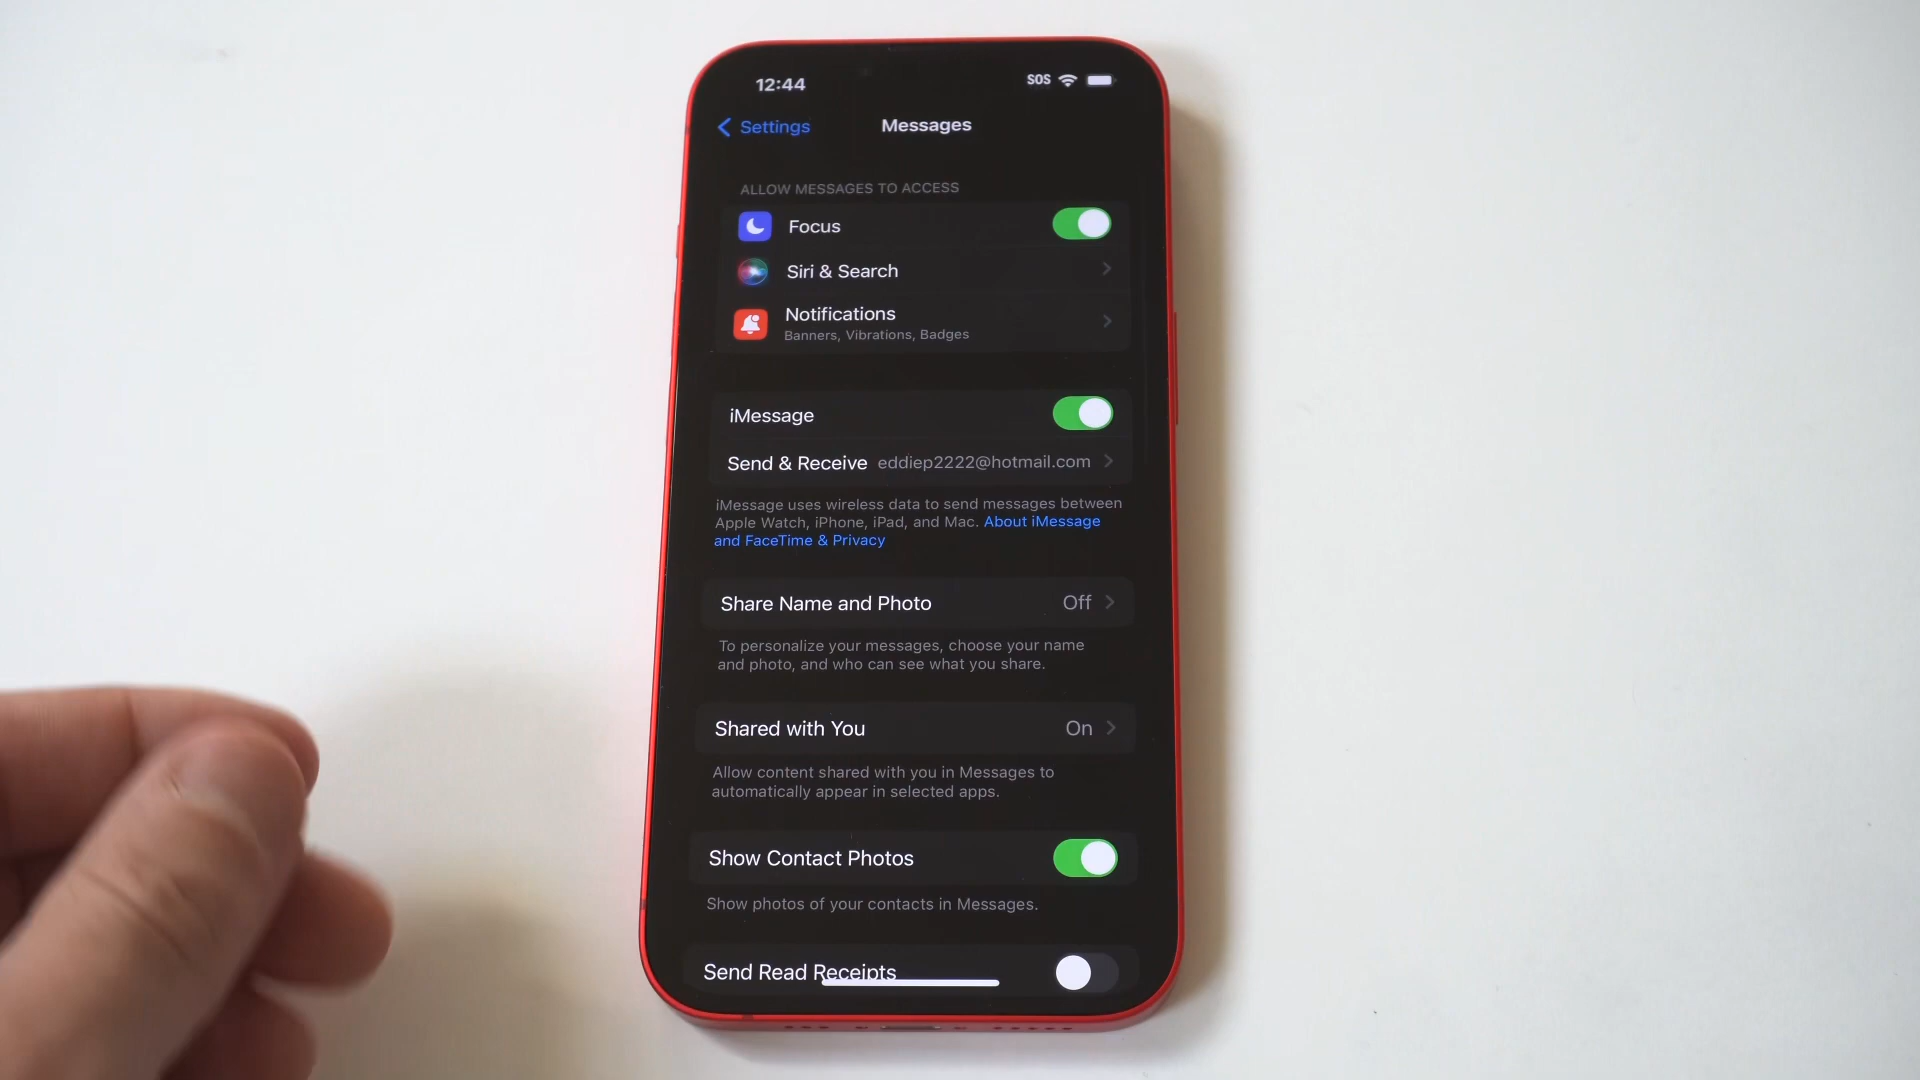 12:44 SOS
Settings Messages
ALLOW MESSAGES TO ACCESS
Focus
Siri & Search
Notifications
Banners, Vibrations, Badges
iMessage
Send & Receive eddiep2222@hotmail.com
iMessage uses wireless data to send messages between
Apple Watch, iPhone, iPad, and Mac. About iMessage
and FaceTime & Privacy
Share Name and Photo Off
To personalize your messages, choose your name
and photo, and who can see what you share.
Shared with You On
Allow content shared with you in Messages to
automatically appear in selected apps.
Show Contact Photos
Show photos of your contacts in Messages.
Send Read Receipts